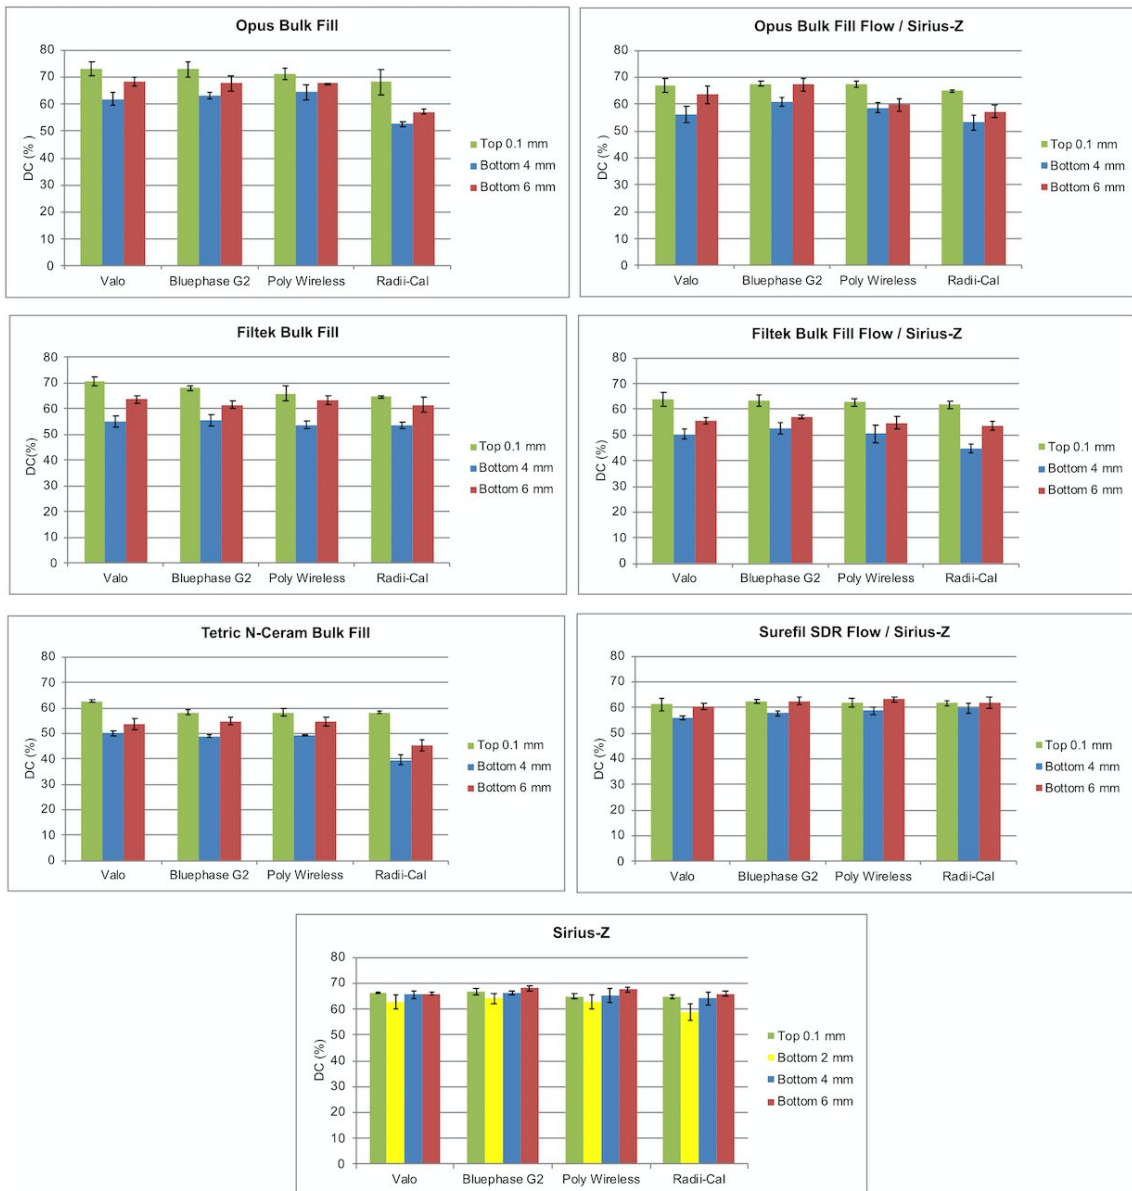 Opus Bulk Fill
80
70
60
50
40
30
20
10
0
DC (% )
Valo Bluephase G2 Poly Wireless Radii-Cal
Top 0.1 mm
Bottom 4 mm
Bottom 6 mm
Opus Bulk Fill Flow / Sirius-Z
80
70
60
50
40
30
20
10
0
DC (%)
Valo Bluephase G2 Poly Wireless Radii-Cal
Top 0.1 mm
Bottom 4 mm
Bottom 6 mm
Filtek Bulk Fill
80
70
60
50
40
30
20
10
0
DC(%)
Valo Bluephase G2 Poly Wireless Radii-Cal
Top 0.1 mm
Bottom 4 mm
Bottom 6 mm
Filtek Bulk Fill Flow / Sirius-Z
80
70
60
50
40
30
20
10
0
DC (%)
Valo Bluephase G2 Poly Wireless Radii-Cal
Top 0.1 mm
Bottom 4 mm
Bottom 6 mm
Tetric N-Ceram Bulk Fill
80
70
60
50
40
30
20
10
0
DC (%)
Valo Bluephase G2 Poly Wireless Radii-Cal
Top 0.1 mm
Bottom 4 mm
Bottom 6 mm
Surefil SDR Flow / Sirius-Z
80
70
60
50
40
30
20
10
0
DC (%)
Valo Bluephase G2 Poly Wireless Radii-Cal
Top 0.1 mm
Bottom 4 mm
Bottom 6 mm
Sirius-Z
80
70
60
50
40
30
20
10
0
DC (%)
Valo Bluephase G2 Poly Wireless Radii-Cal
Top 0.1 mm
Bottom 2 mm
Bottom 4 mm
Bottom 6 mm